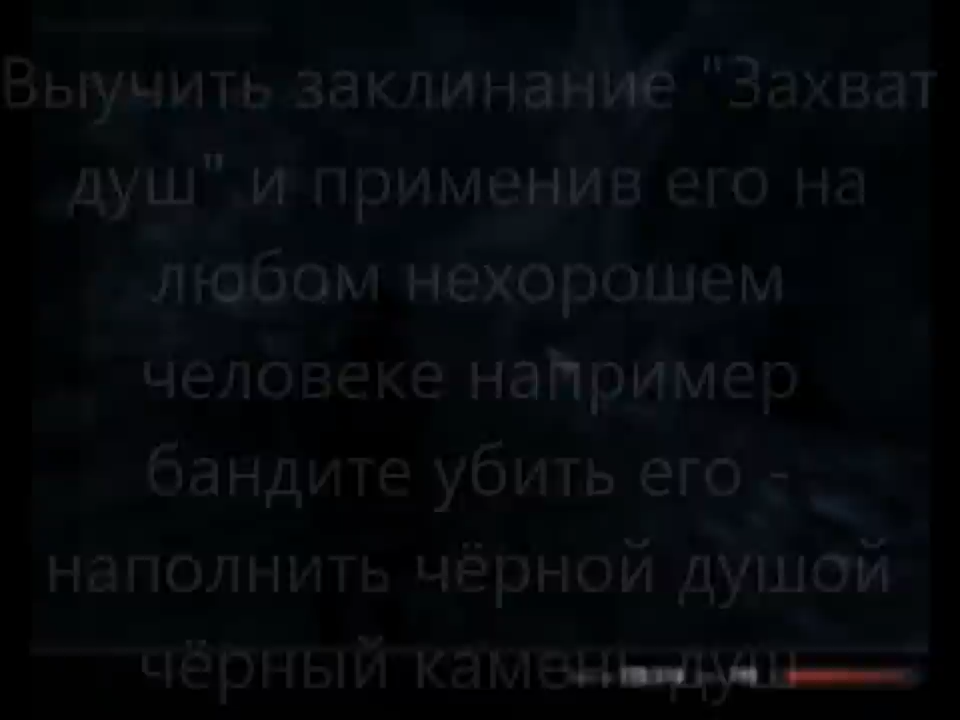 Выучить заклинание "Захват
душ" и применив его на
любом нехорошем
человеке например
бандите убить его -
наполнить чёрной душой
чёрный камень душ